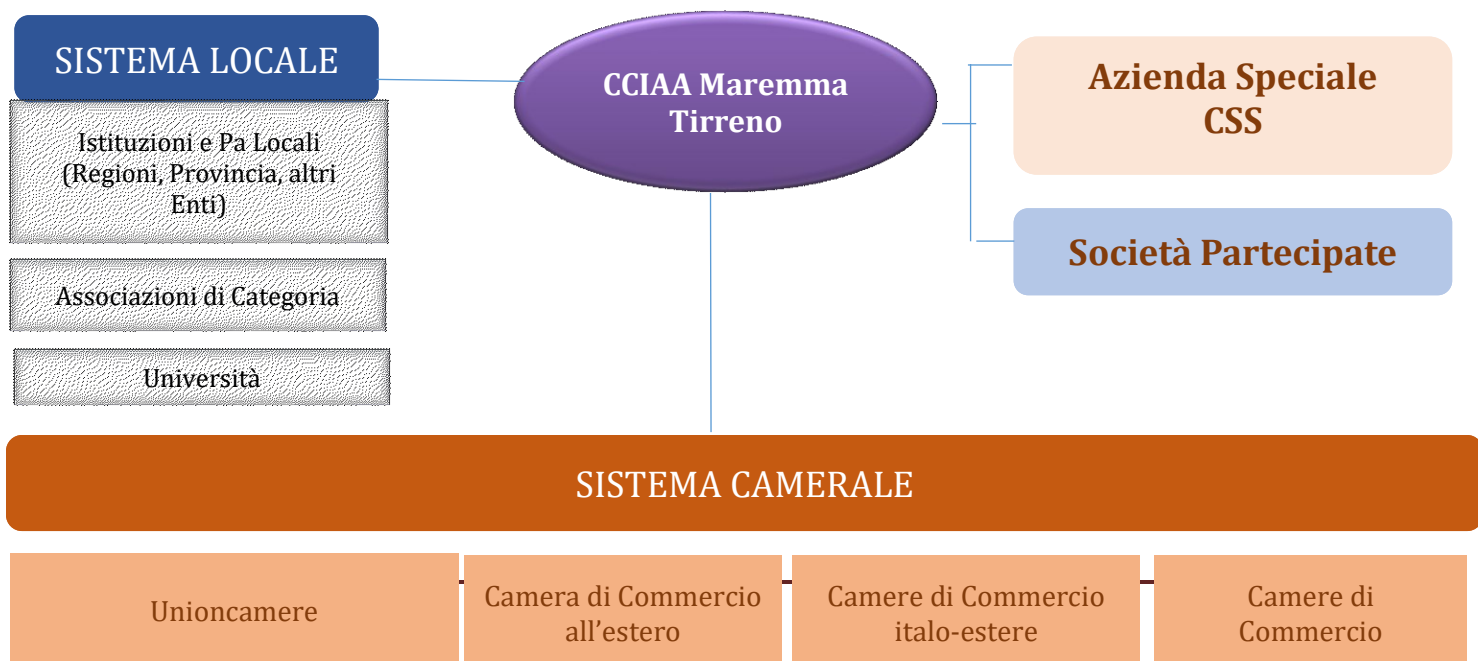 SISTEMA LOCALE
Istituzioni e Pa Locali
(Regioni, Provincia, altri
Enti)
Associazioni di Categoria
Università
CCIAA Maremma
Tirreno
Azienda Speciale
CSS
Società Partecipate
SISTEMA CAMERALE
Unioncamere
Camera di Commercio
all’estero
Camere di Commercio
italo-estere
Camere di
Commercio